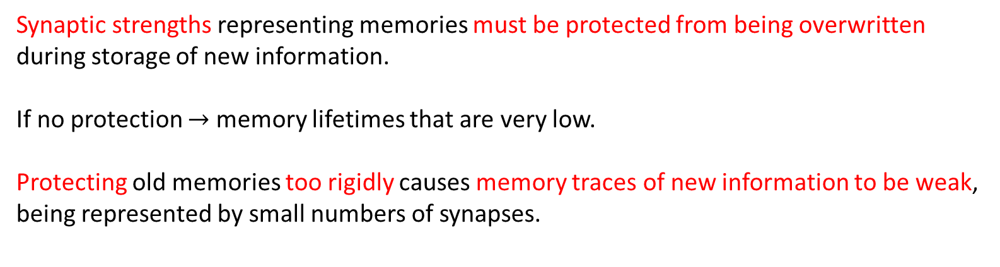 Synaptic strengths representing memories must be protected from being overwritten
during storage of new information.
If no protection → memory lifetimes that are very low.
Protecting old memories too rigidly causes memory traces of new information to be weak,
being represented by small numbers of synapses.